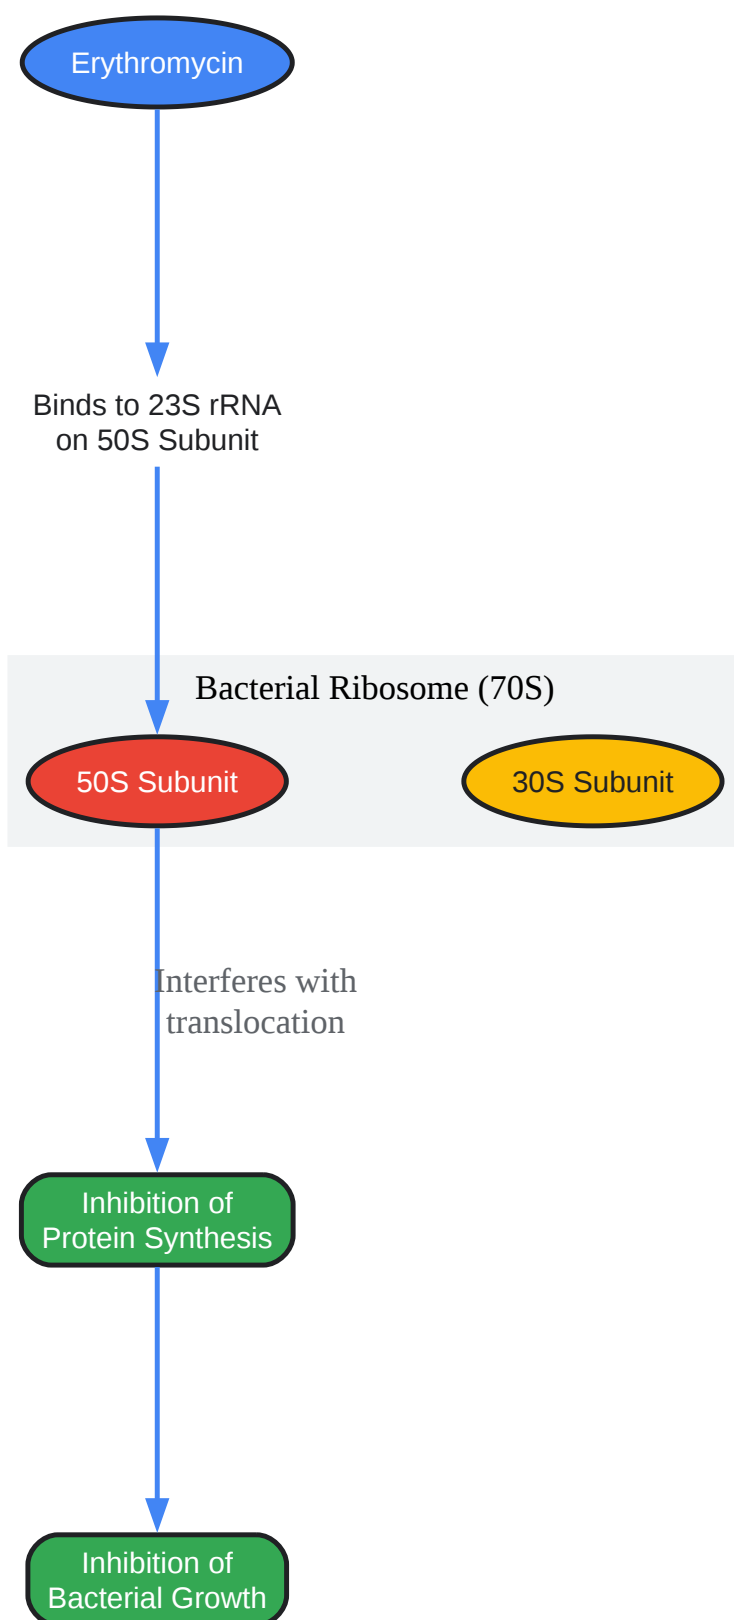 Erythromycin
Binds to 23S rRNA
on 50S Subunit
Bacterial Ribosome (70S)
50S Subunit
30S Subunit
Interferes with
translocation
Inhibition of
Protein Synthesis
Inhibition of
Bacterial Growth